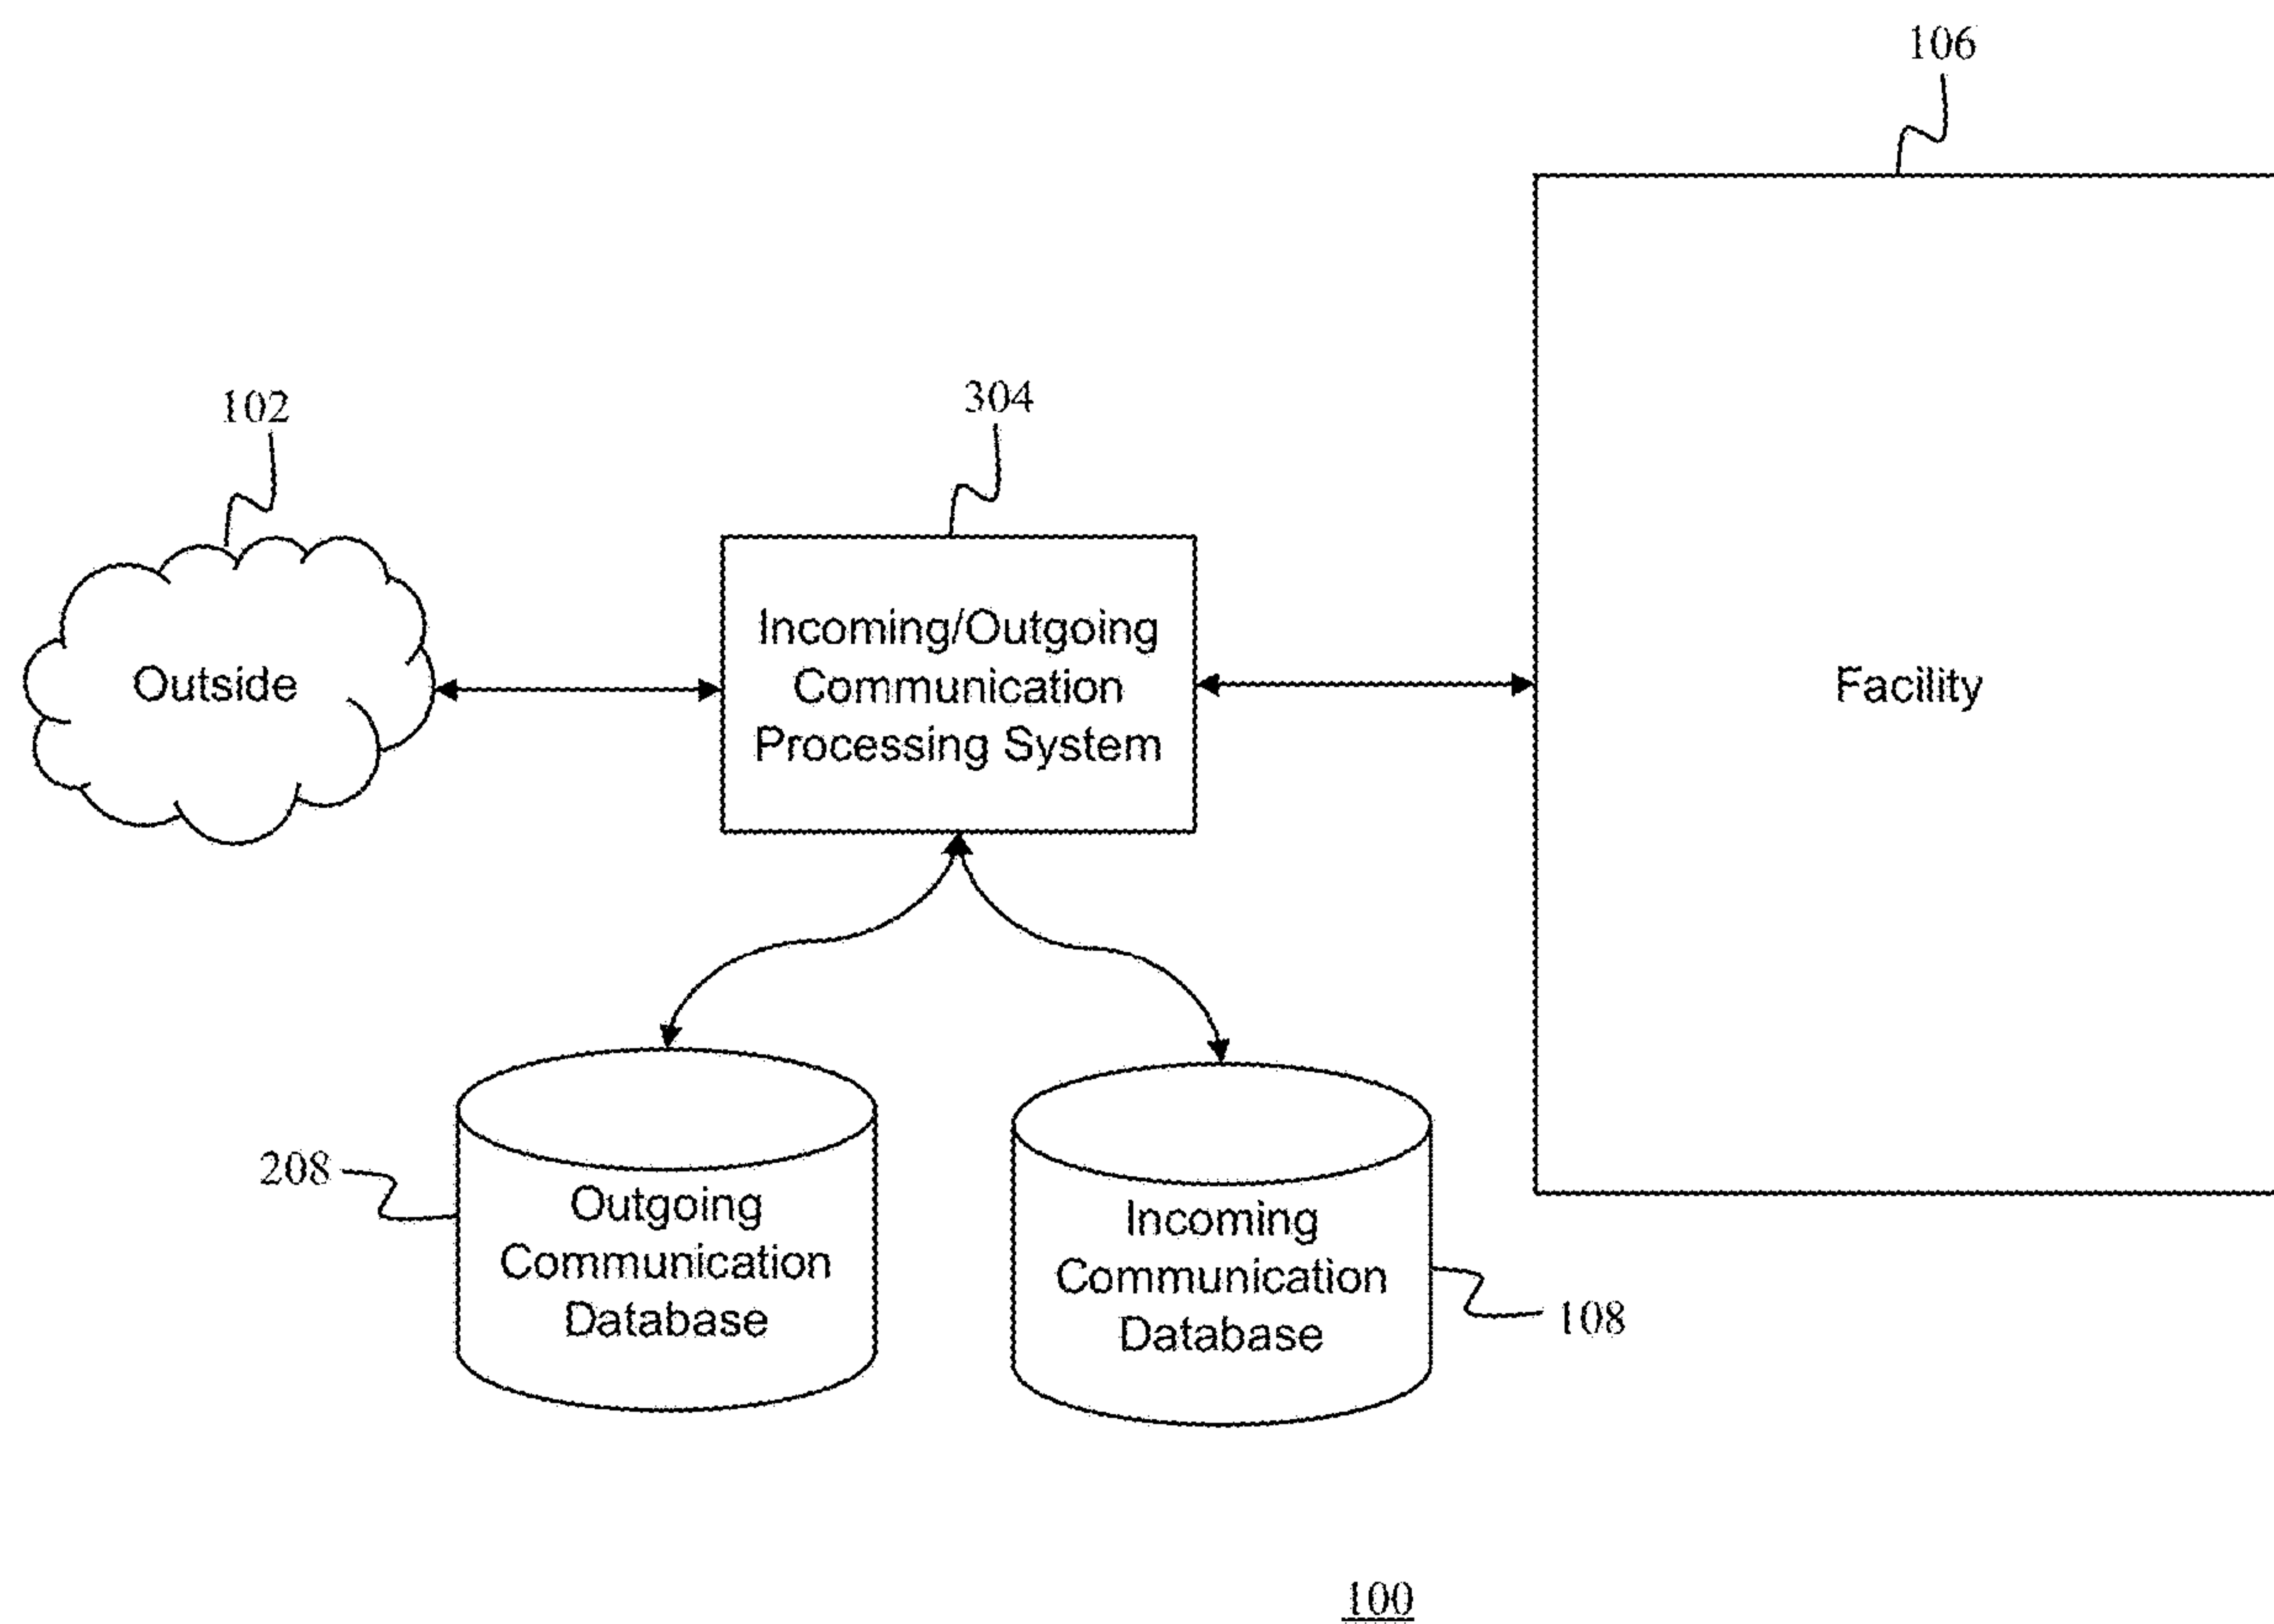 106
102
304
Outside
Incoming/Outgoing
Communication
Processing System
Facility
208
Outgoing
Communication
Database
Incoming
Communication
Database
108
100